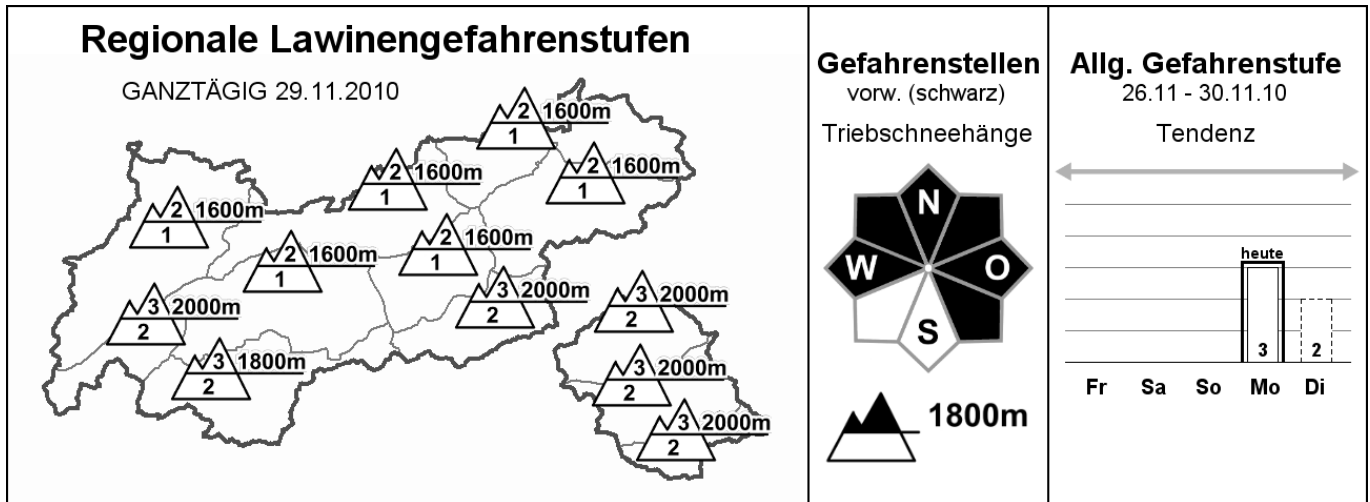 Regionale Lawinengefahrenstufen
GANZTÄGIG 29.11.2010
2 1600m
1
2 1600m
1
2 1600m
1
2 1600m
1
2 1600m
1
2 1600m
1
3 2000m
2
3 2000m
2
3 2000m
2
3 1800m
2
3 2000m
2
3 2000m
2
Gefahrenstellen
vorw. (schwarz)
Triebschneehänge
N
W O
S
1800m
Allg. Gefahrenstufe
26.11 - 30.11.10
Tendenz
heute
3 2
Fr Sa So Mo Di